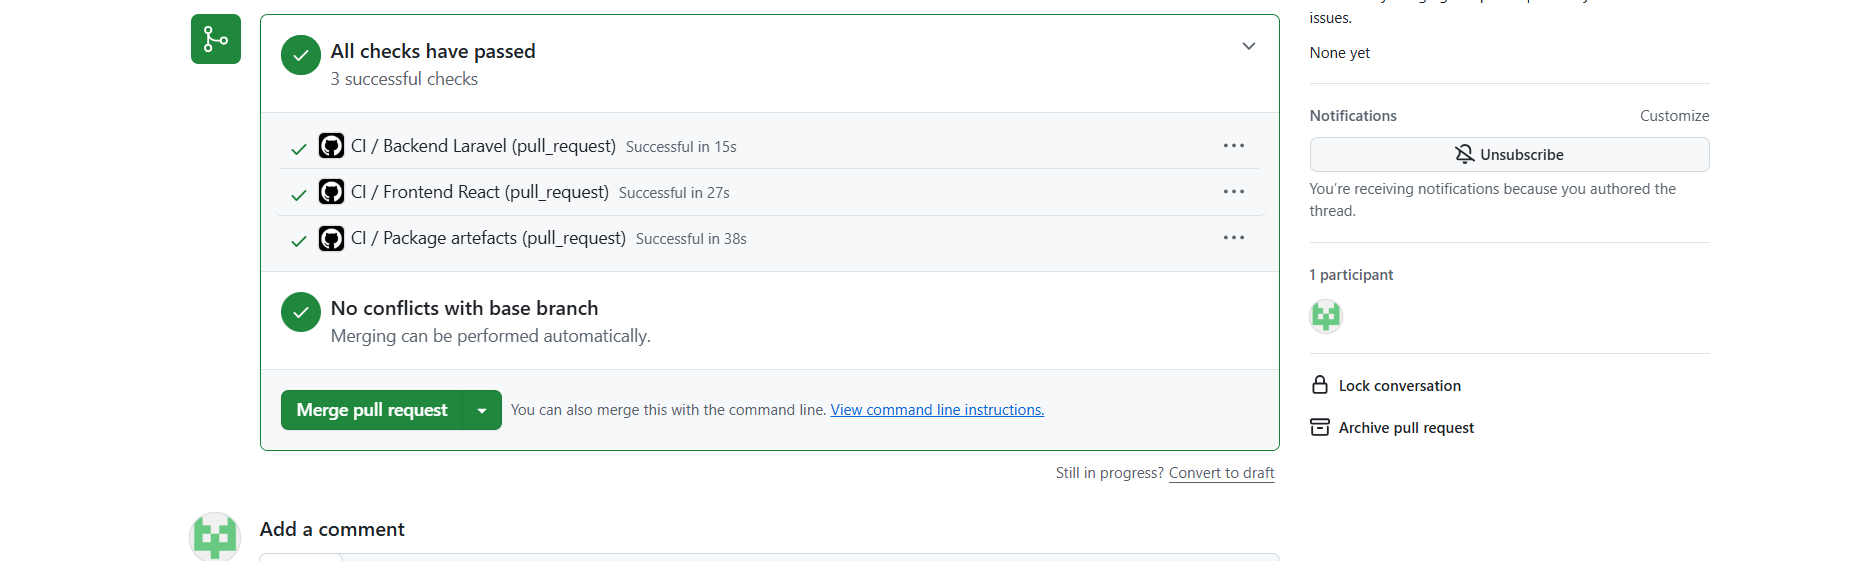 issues.
None yet
All checks have passed
3 successful checks
CI / Backend Laravel (pull_request) Successful in 15s
CI / Frontend React (pull_request) Successful in 27s
CI / Package artefacts (pull_request) Successful in 38s
No conflicts with base branch
Merging can be performed automatically.
Merge pull request
You can also merge this with the command line. View command line instructions.
Still in progress? Convert to draft
Add a comment
Notifications
Customize
Unsubscribe
You're receiving notifications because you authored the
thread.
1 participant
Lock conversation
Archive pull request